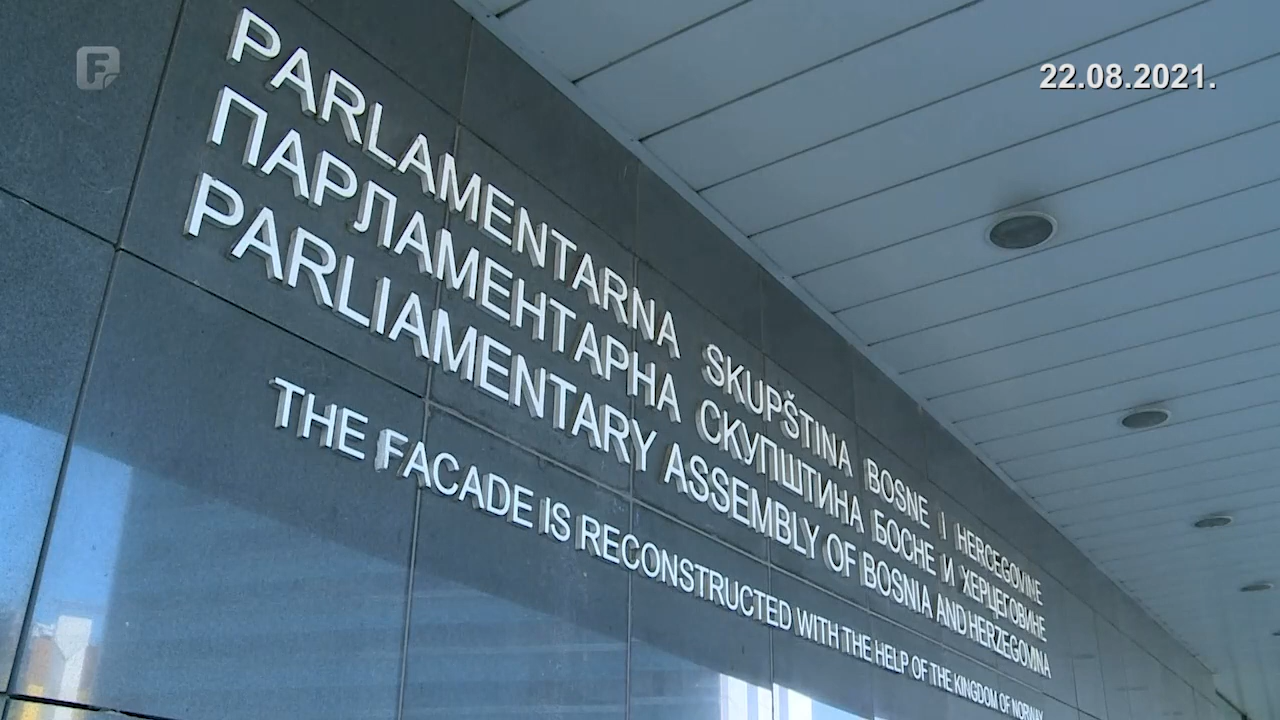 F
22.08.2021.
PARLAMENTARNA SKUPŠTINA BOSNE I HERCEGOVINE
ПАРЛАМЕНТАРНА СКУПШТИНА БОСНЕ И ХЕРЦЕГОВИНЕ
PARLIAMENTARY ASSEMBLY OF BOSNIA AND HERZEGOVINA
THE FACADE IS RECONSTRUCTED WITH THE HELP OF THE KINGDOM OF NORWAY